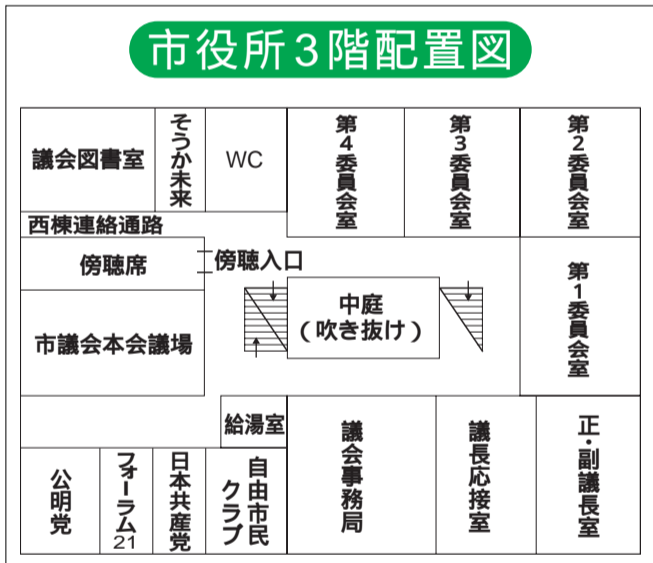 市役所3階配置図
議会図書室
そうか未来
WC
第4委員会室
第3委員会室
第2委員会室
西棟連絡通路
傍聴席
傍聴入口
市議会本会議場
中庭
(吹き抜け)
第1委員会室
給湯室
公明党
フォーラム21
日本共産党
自由市民
クラブ
議会事務局
議長応接室
正・副議長室